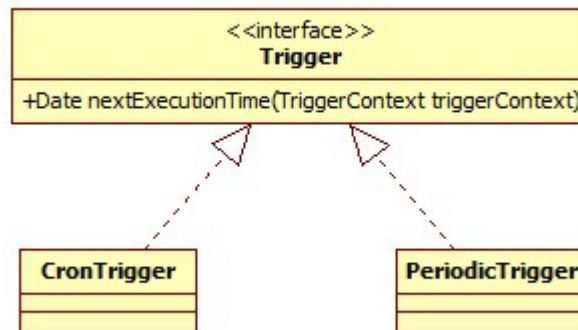 <<interface>>
Trigger
+Date nextExecutionTime(TriggerContext triggerContext)
CronTrigger
PeriodicTrigger